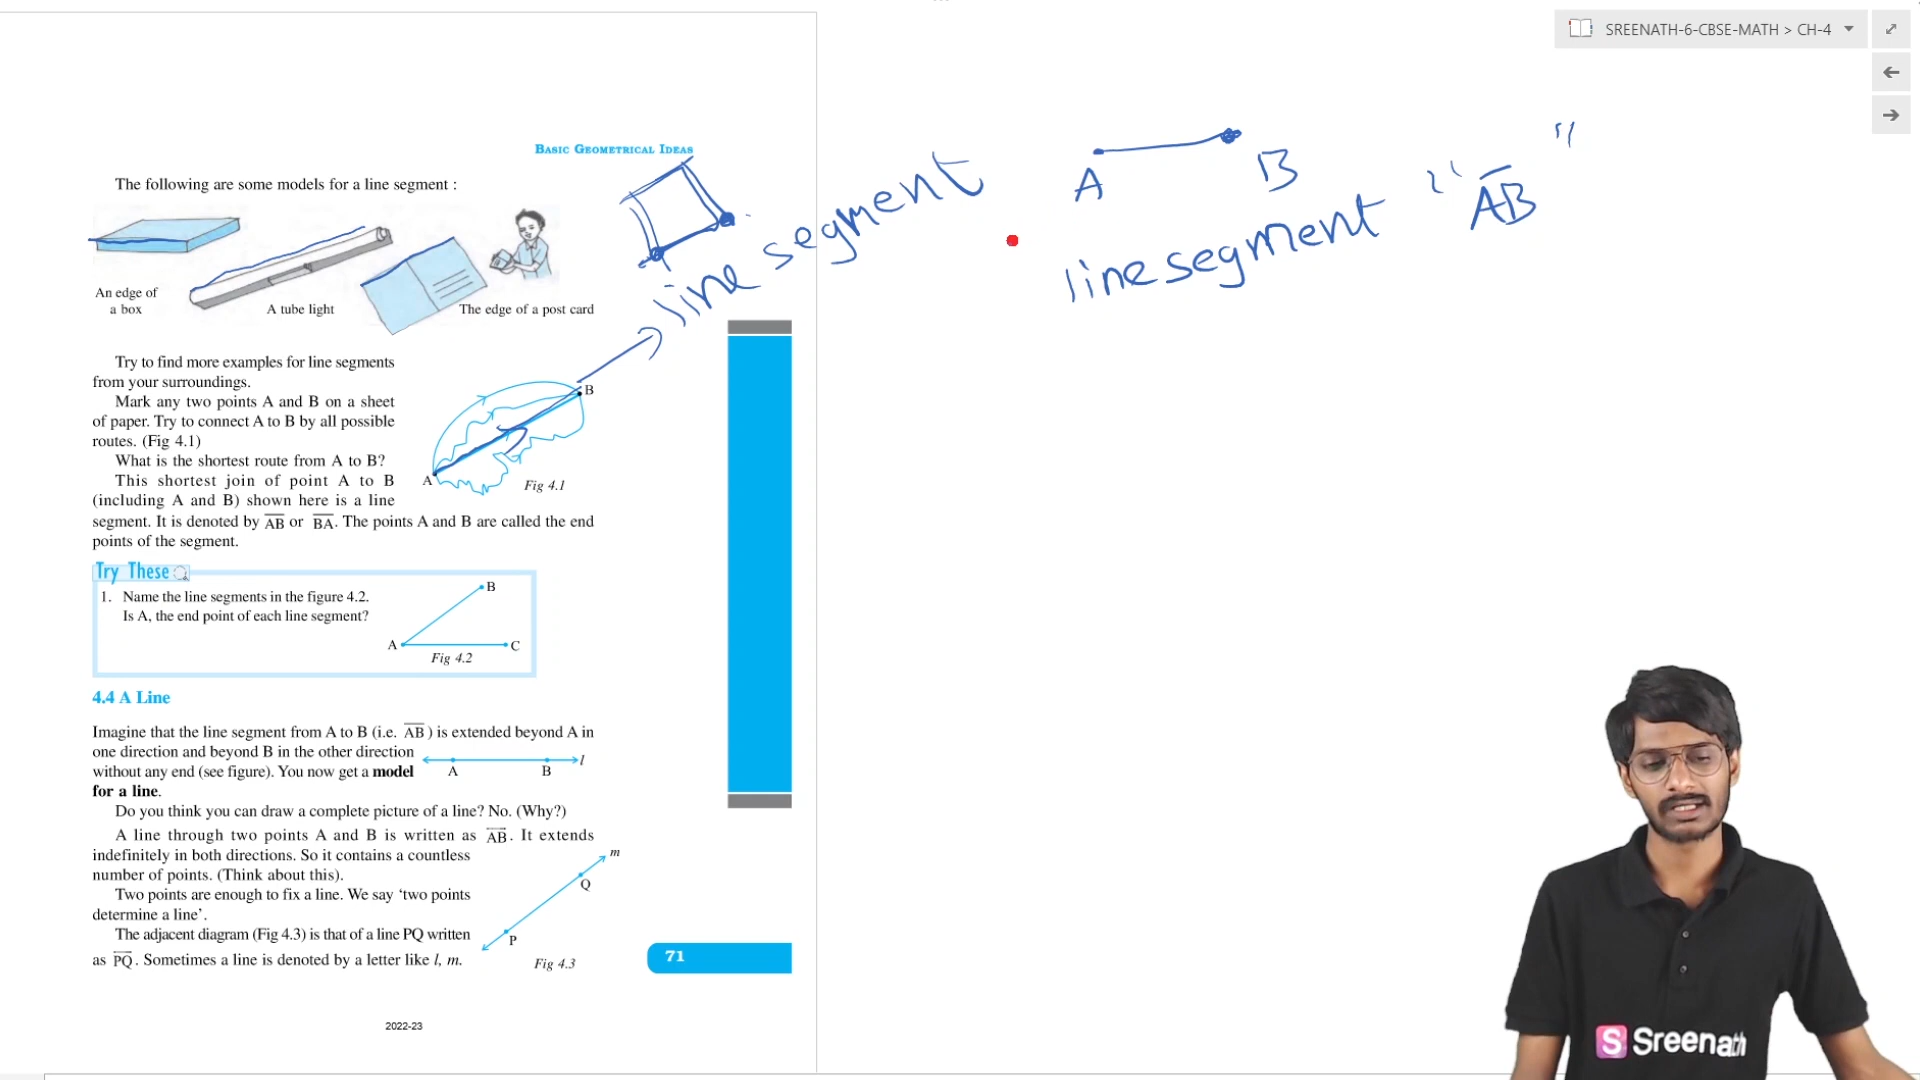 SREENATH-6-CBSE-MATH > CH-4
BASIC GEOMETRICAL IDEAS
The following are some models for a line segment :
An edge of
a box
A tube light
The edge of a post card
Try to find more examples for line segments
from your surroundings.
Mark any two points A and B on a sheet
of paper. Try to connect A to B by all possible
routes. (Fig 4.1)
What is the shortest route from A to B?
This shortest join of point A to B
(including A and B) shown here is a line
segment. It is denoted by A͞B or B͞A. The points A and B are called the end
points of the segment.
A
B
Fig 4.1
line segment
Try These
1. Name the line segments in the figure 4.2.
Is A, the end point of each line segment?
B
A
C
Fig 4.2
4.4 A Line
Imagine that the line segment from A to B (i.e. A͞B) is extended beyond A in
one direction and beyond B in the other direction
without any end (see figure). You now get a model
for a line.
A B l
Do you think you can draw a complete picture of a line? No. (Why?)
A line through two points A and B is written as A͍B. It extends
indefinitely in both directions. So it contains a countless
number of points. (Think about this).
Two points are enough to fix a line. We say ‘two points
determine a line’.
The adjacent diagram (Fig 4.3) is that of a line PQ written
as P͍Q. Sometimes a line is denoted by a letter like l, m.
m
Q
P
Fig 4.3
71
2022-23
A B
line segment "A͞B"
S Sreenath